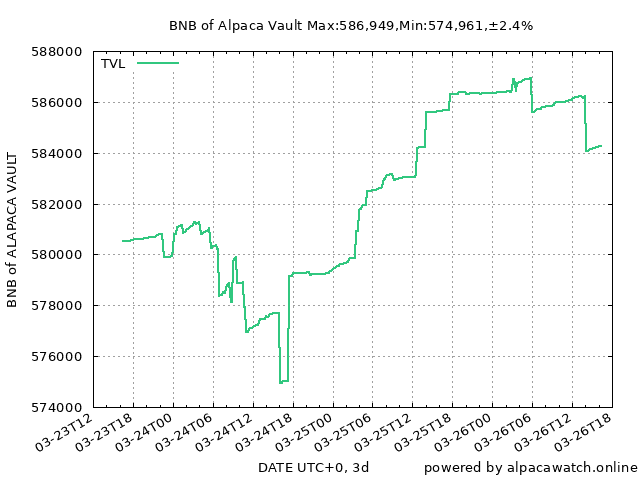 BNB of Alpaca Vault Max:586,949,Min:574,961,±2.4%
588000
TVL
586000
584000
582000
580000
578000
576000
574000
BNB of ALAPACA VAULT
03-23T12
03-23T18
03-24T00
03-24T06
03-24T12
03-24T18
03-25T00
03-25T06
03-25T12
03-25T18
03-26T00
03-26T06
03-26T12
03-26T18
DATE UTC+0, 3d
powered by alpacawatch.online